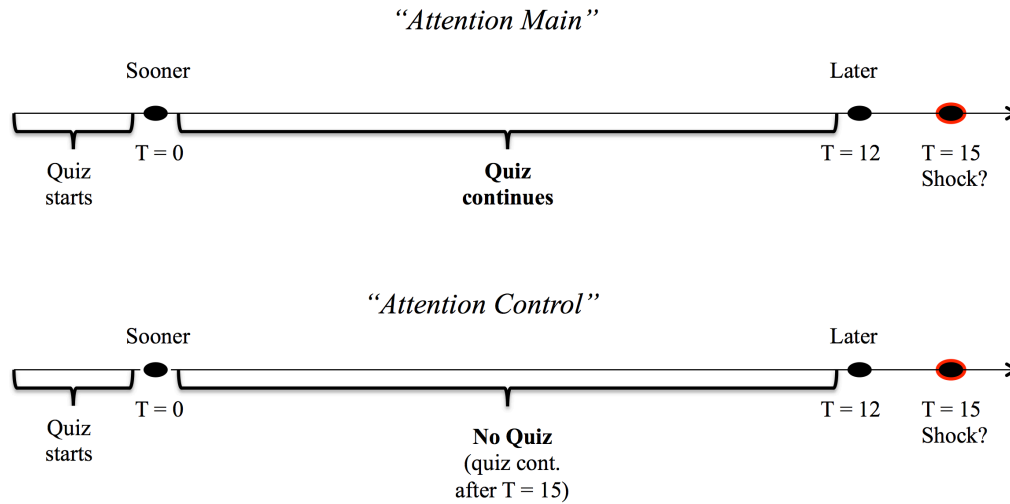 “Attention Main”
Sooner
Later
T = 0
T = 12
T = 15
Quiz
starts
Quiz
continues
Shock?
“Attention Control”
Sooner
Later
T = 0
T = 12
T = 15
Quiz
starts
No Quiz
(quiz cont.
after T = 15)
Shock?